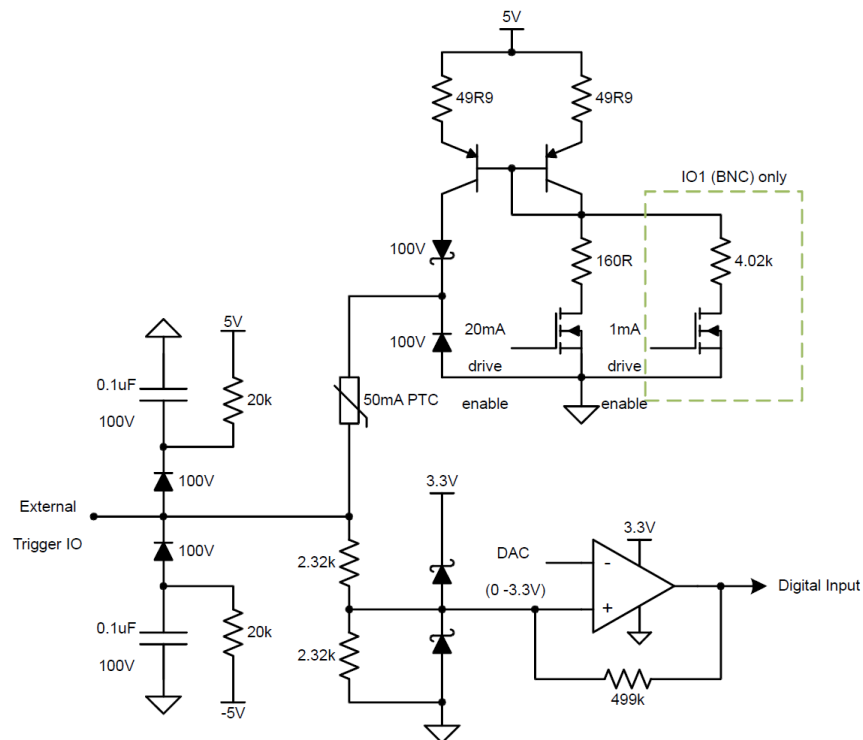 5V
49R9
49R9
IO1 (BNC) only
100V
160R
4.02k
5V
100V
20mA
1mA
0.1uF
drive
drive
100V
20k
50mA PTC
enable
enable
100V
3.3V
External
Trigger IO
100V
2.32k
DAC
3.3V
-
(0 -3.3V)
+
Digital Input
0.1uF
20k
100V
2.32k
499k
-5V